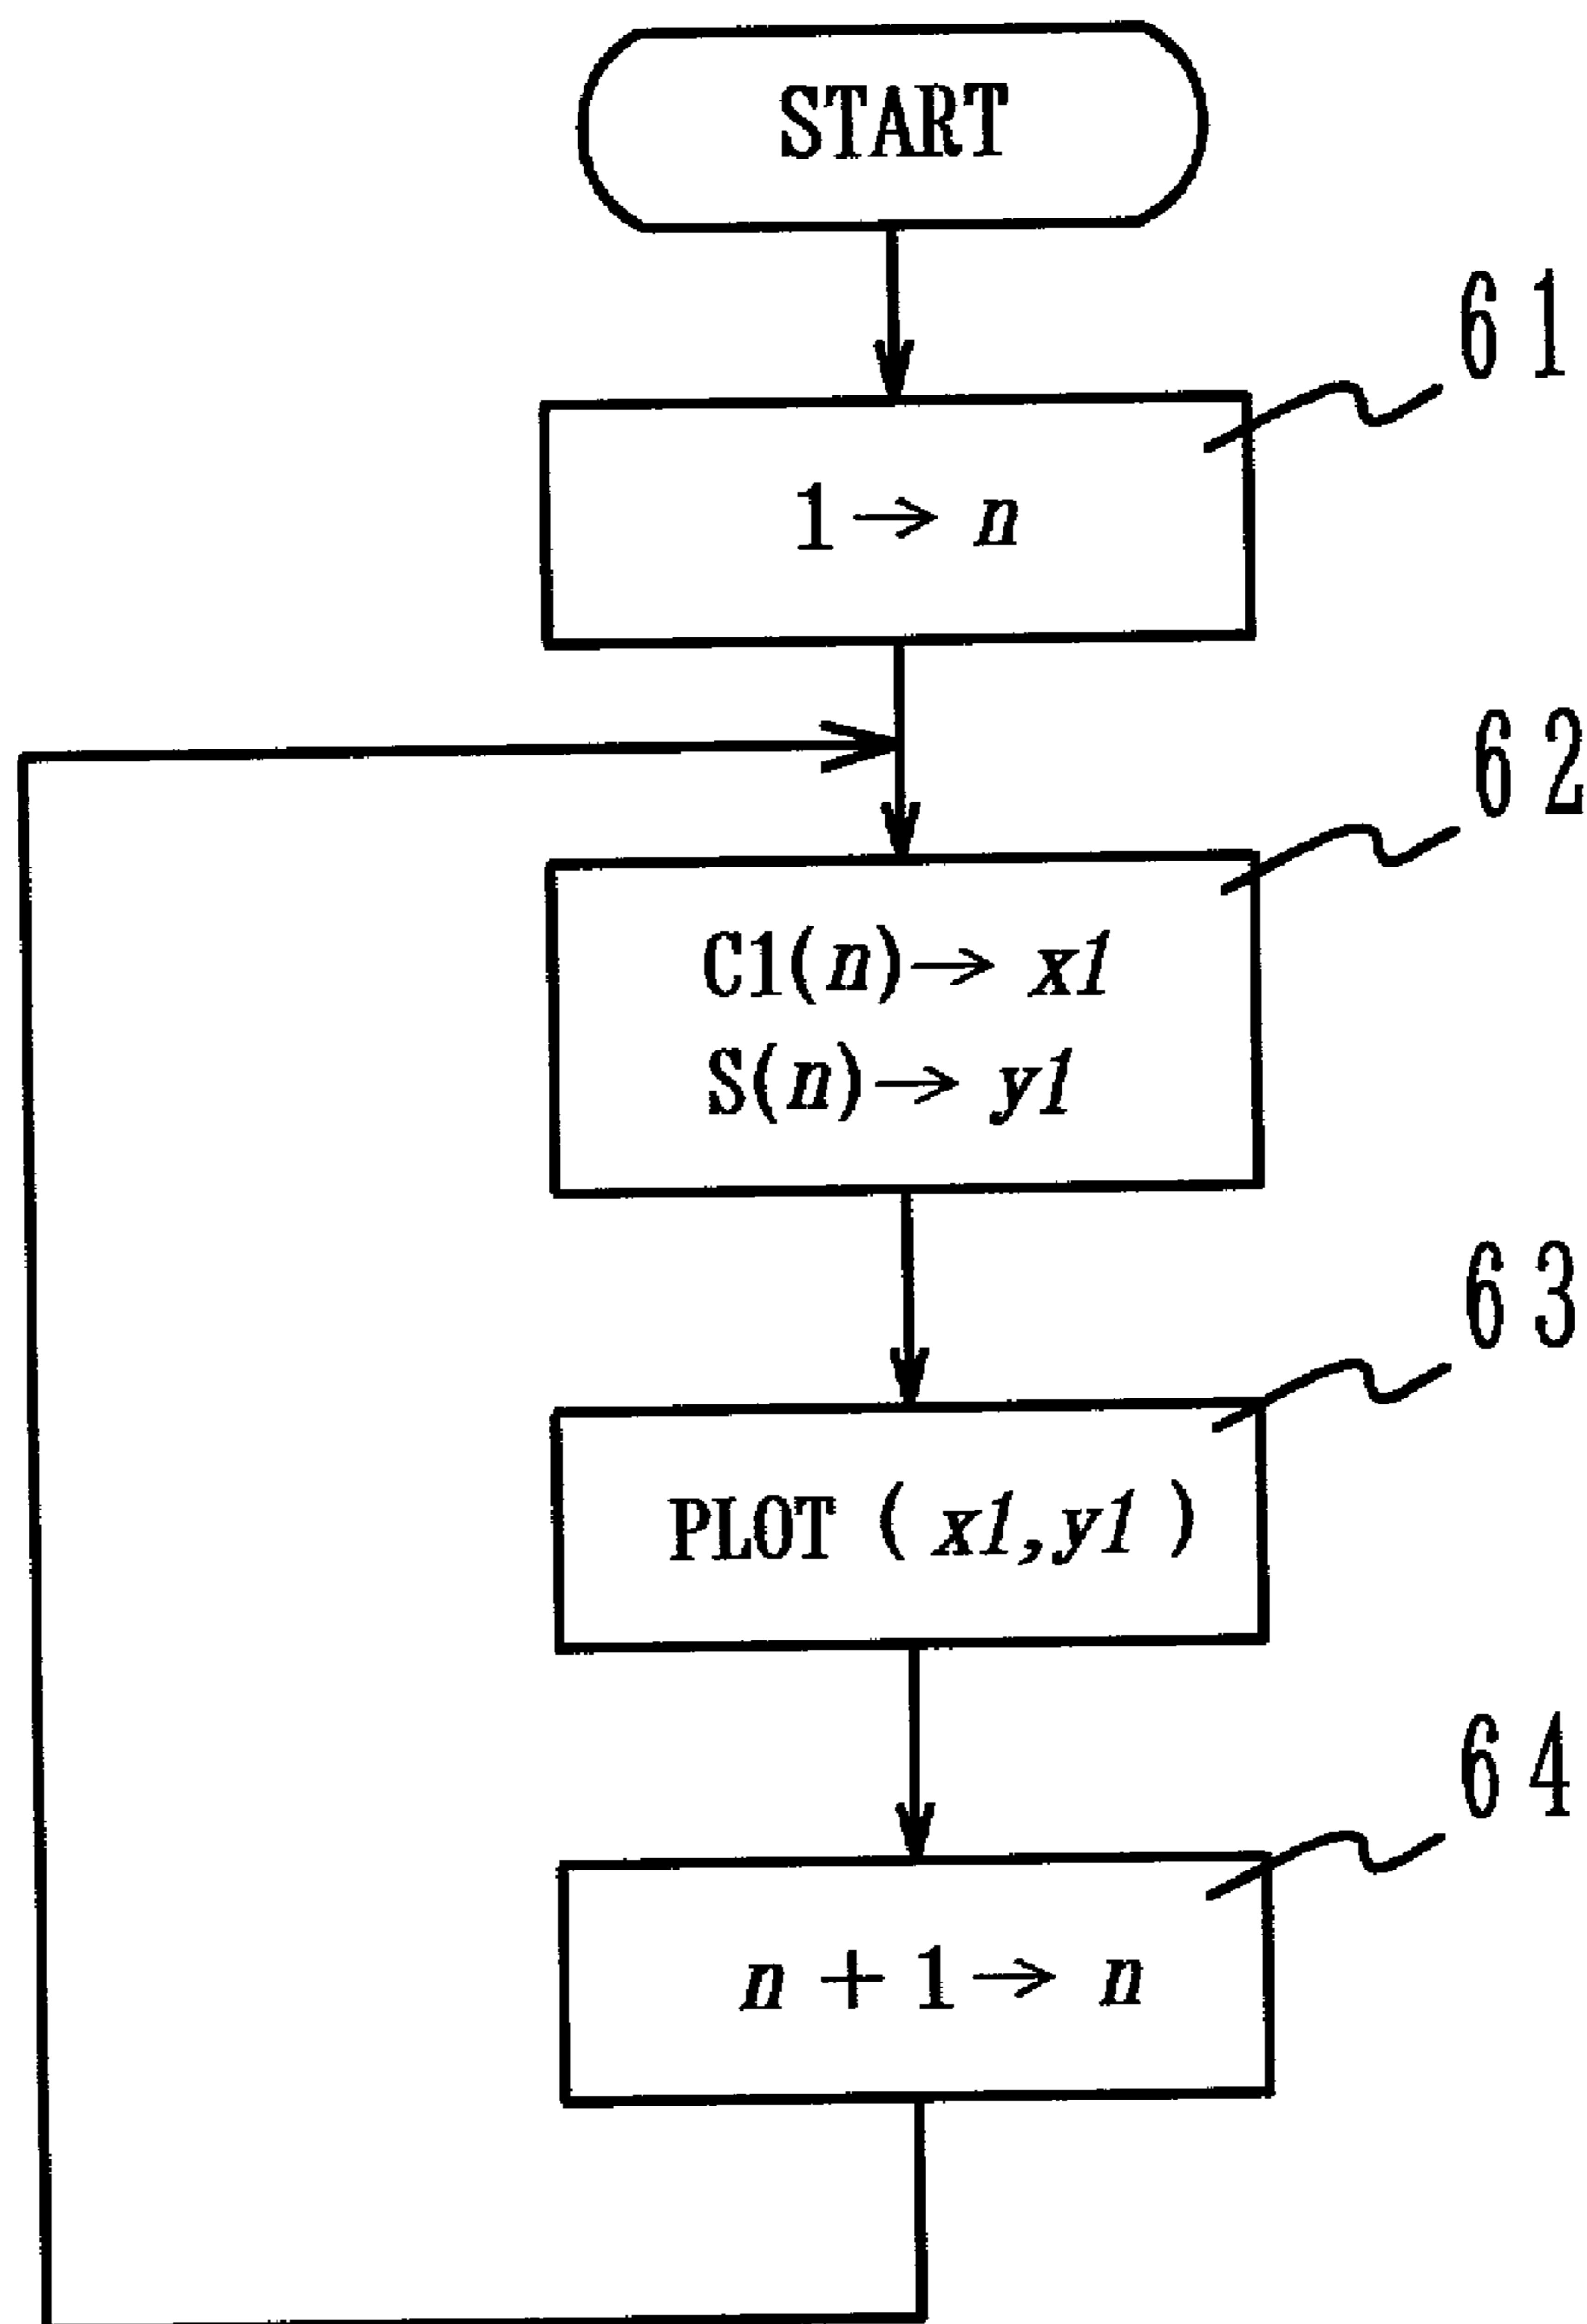 START
61
1→ n
62
C1(n)→ x1
S(n)→ y1
63
PLOT ( x1,y1 )
64
n + 1→ n